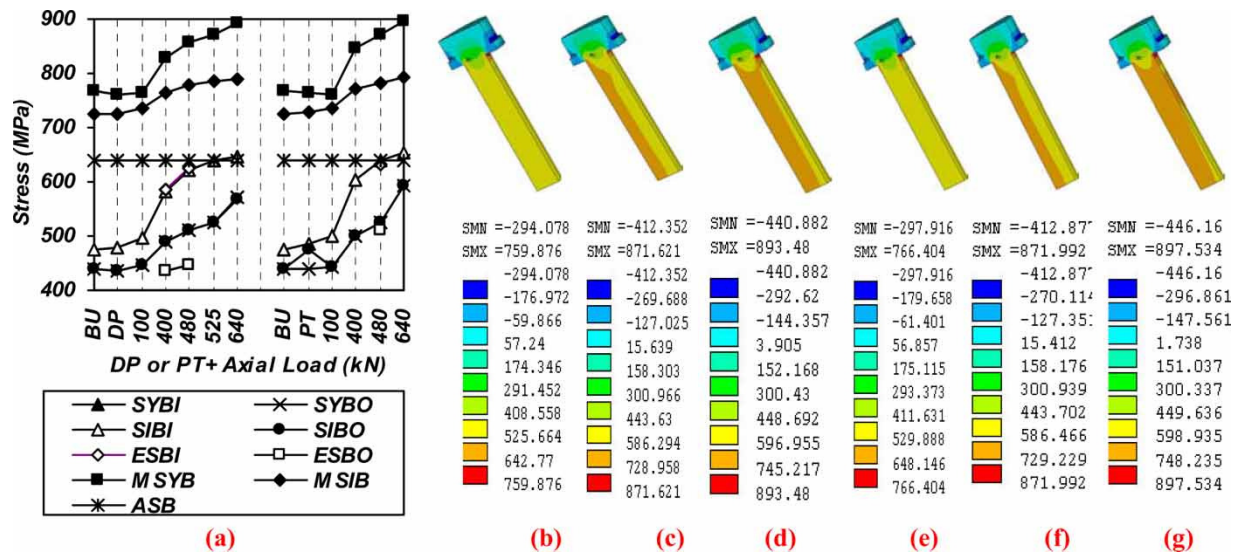 900
800
700
600
500
400
Stress (MPa)
BU DP 100 400 480 525 640 BU PT 100 400 480 640
DP or PT+ Axial Load (kN)
SYBI SYBO
SIBI SIBO
ESBI ESBO
MSYB MSIB
ASB
(a)
SMN =-294.078
SMX =759.876
-294.078
-176.972
-59.866
57.24
174.346
291.452
408.558
525.664
642.77
759.876
(b)
SMN =-412.352
SMX =871.621
-412.352
-269.688
-127.025
15.639
158.303
300.966
443.63
586.294
728.958
871.621
(c)
SMN =-440.882
SMX =893.48
-440.882
-292.62
-144.357
3.905
152.168
300.43
448.692
596.955
745.217
893.48
(d)
SMN =-297.916
SMX =766.404
-297.916
-179.658
-61.401
56.857
175.115
293.373
411.631
529.888
648.146
766.404
(e)
SMX =871.992
-270.114
15.412
158.176
300.939
443.702
586.466
729.229
871.992
(f)
SMN =-446.16
SMX =897.534
-446.16
-296.861
-147.561
1.738
151.037
300.337
449.636
598.935
748.235
897.534
(g)